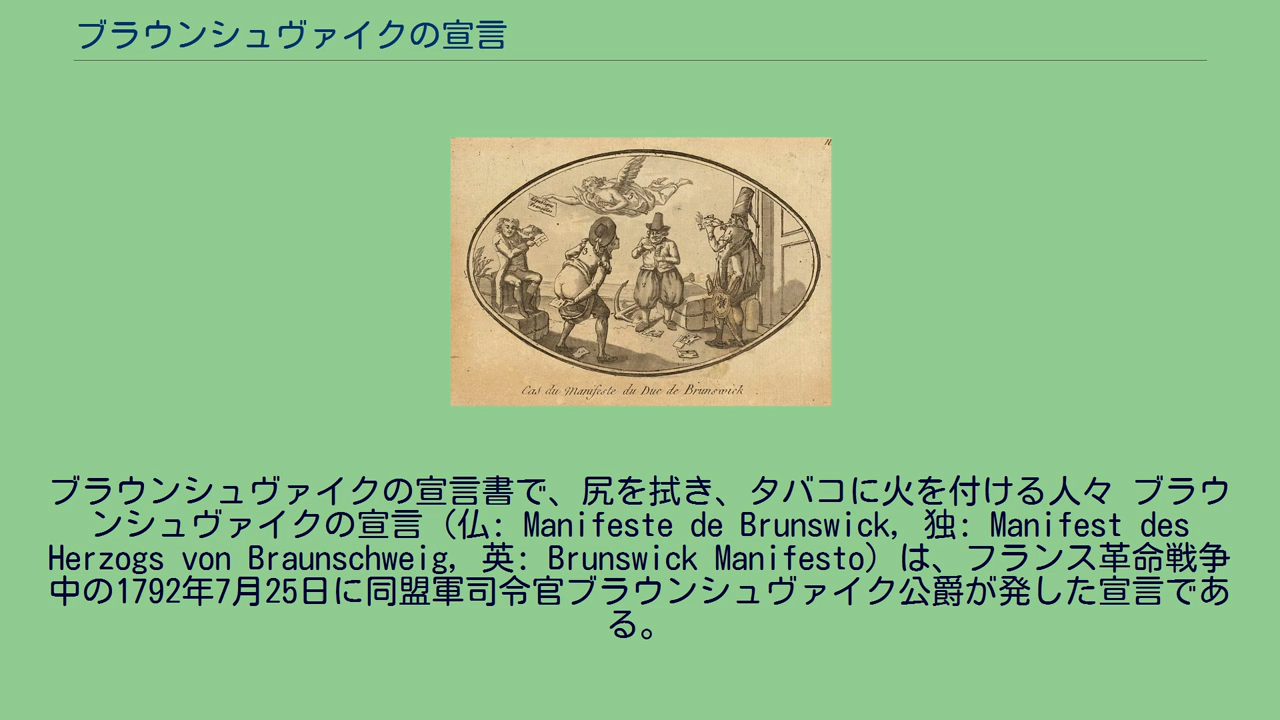 ブラウンシュヴァイクの宣言
République
Française
Cas du Manifeste du Duc de Brunswick
ブラウンシュヴァイクの宣言書で、尻を拭き、タバコに火を付ける人々 ブラウ
ンシュヴァイクの宣言（仏: Manifeste de Brunswick, 独: Manifest des
Herzogs von Braunschweig, 英: Brunswick Manifesto）は、フランス革命戦争
中の1792年7月25日に同盟軍司令官ブラウンシュヴァイク公爵が発した宣言であ
る。